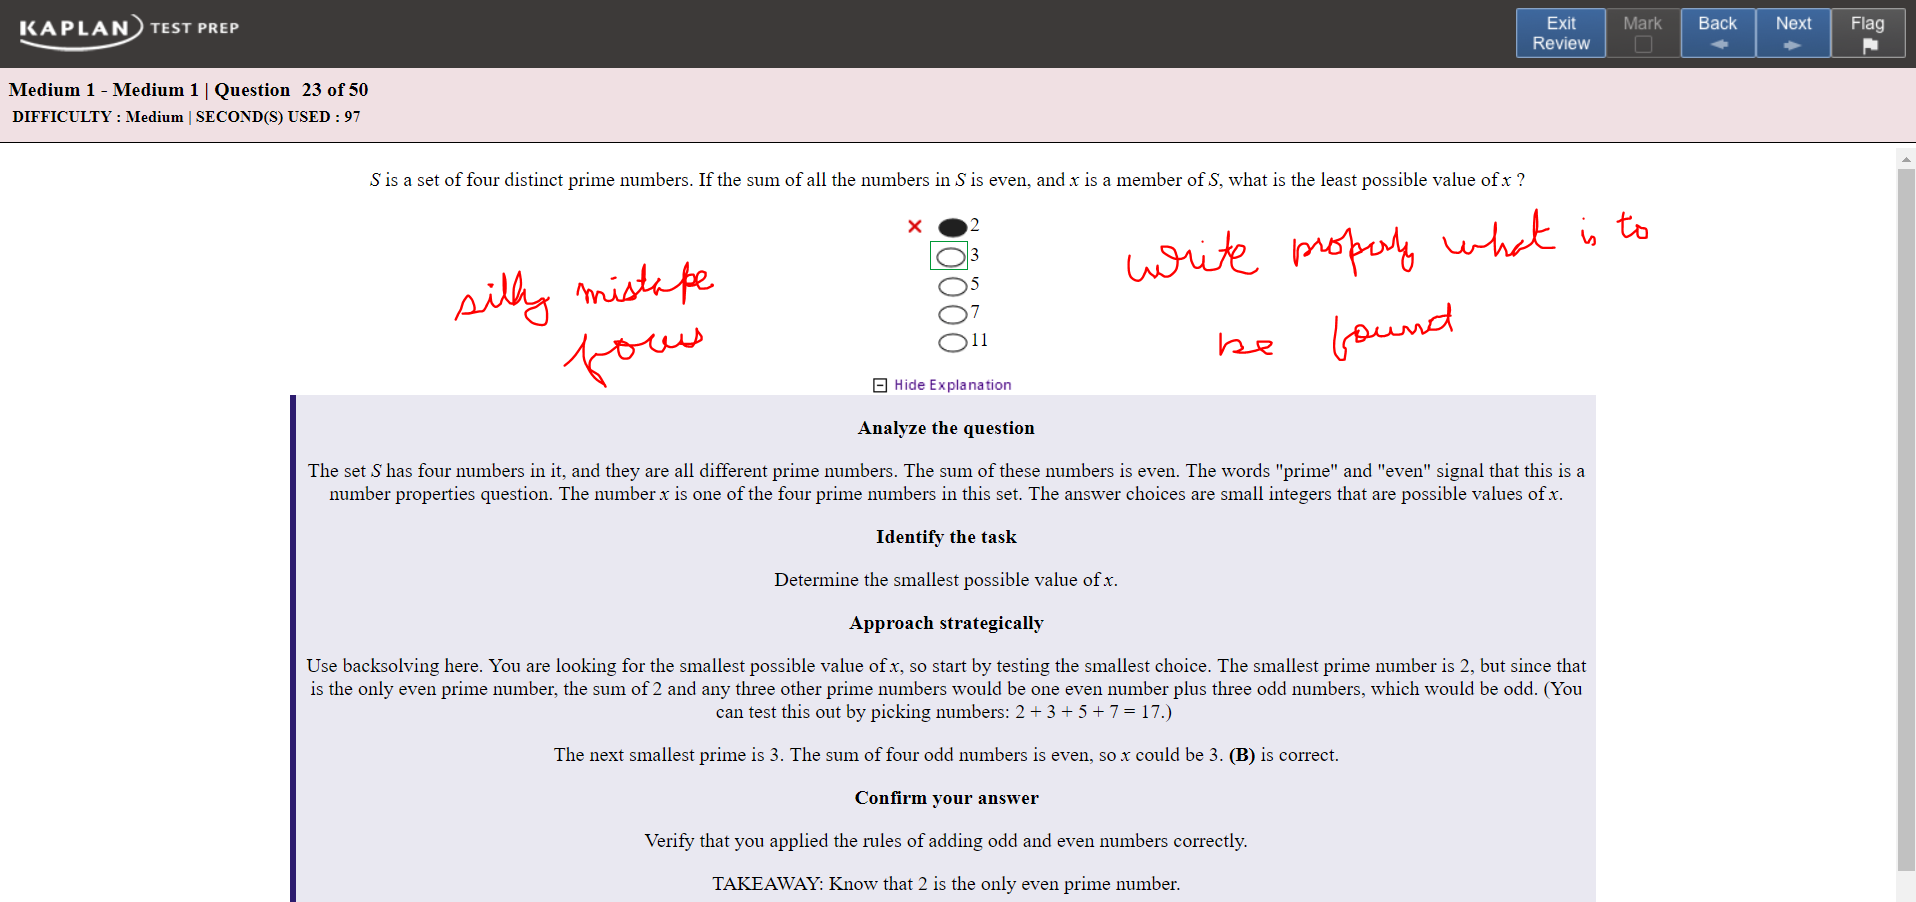 KAPLAN TEST PREP
Exit Review
Mark
Back
Next
Flag
Medium 1 - Medium 1 | Question 23 of 50
DIFFICULTY : Medium | SECOND(S) USED : 97
S is a set of four distinct prime numbers. If the sum of all the numbers in S is even, and x is a member of S, what is the least possible value of x ?
2
3
5
7
11
silly mistake
focus
write properly what is to
be found
Hide Explanation
Analyze the question
The set S has four numbers in it, and they are all different prime numbers. The sum of these numbers is even. The words "prime" and "even" signal that this is a
number properties question. The number x is one of the four prime numbers in this set. The answer choices are small integers that are possible values of x.
Identify the task
Determine the smallest possible value of x.
Approach strategically
Use backsolving here. You are looking for the smallest possible value of x, so start by testing the smallest choice. The smallest prime number is 2, but since that
is the only even prime number, the sum of 2 and any three other prime numbers would be one even number plus three odd numbers, which would be odd. (You
can test this out by picking numbers: 2 + 3 + 5 + 7 = 17.)
The next smallest prime is 3. The sum of four odd numbers is even, so x could be 3. (B) is correct.
Confirm your answer
Verify that you applied the rules of adding odd and even numbers correctly.
TAKEAWAY: Know that 2 is the only even prime number.